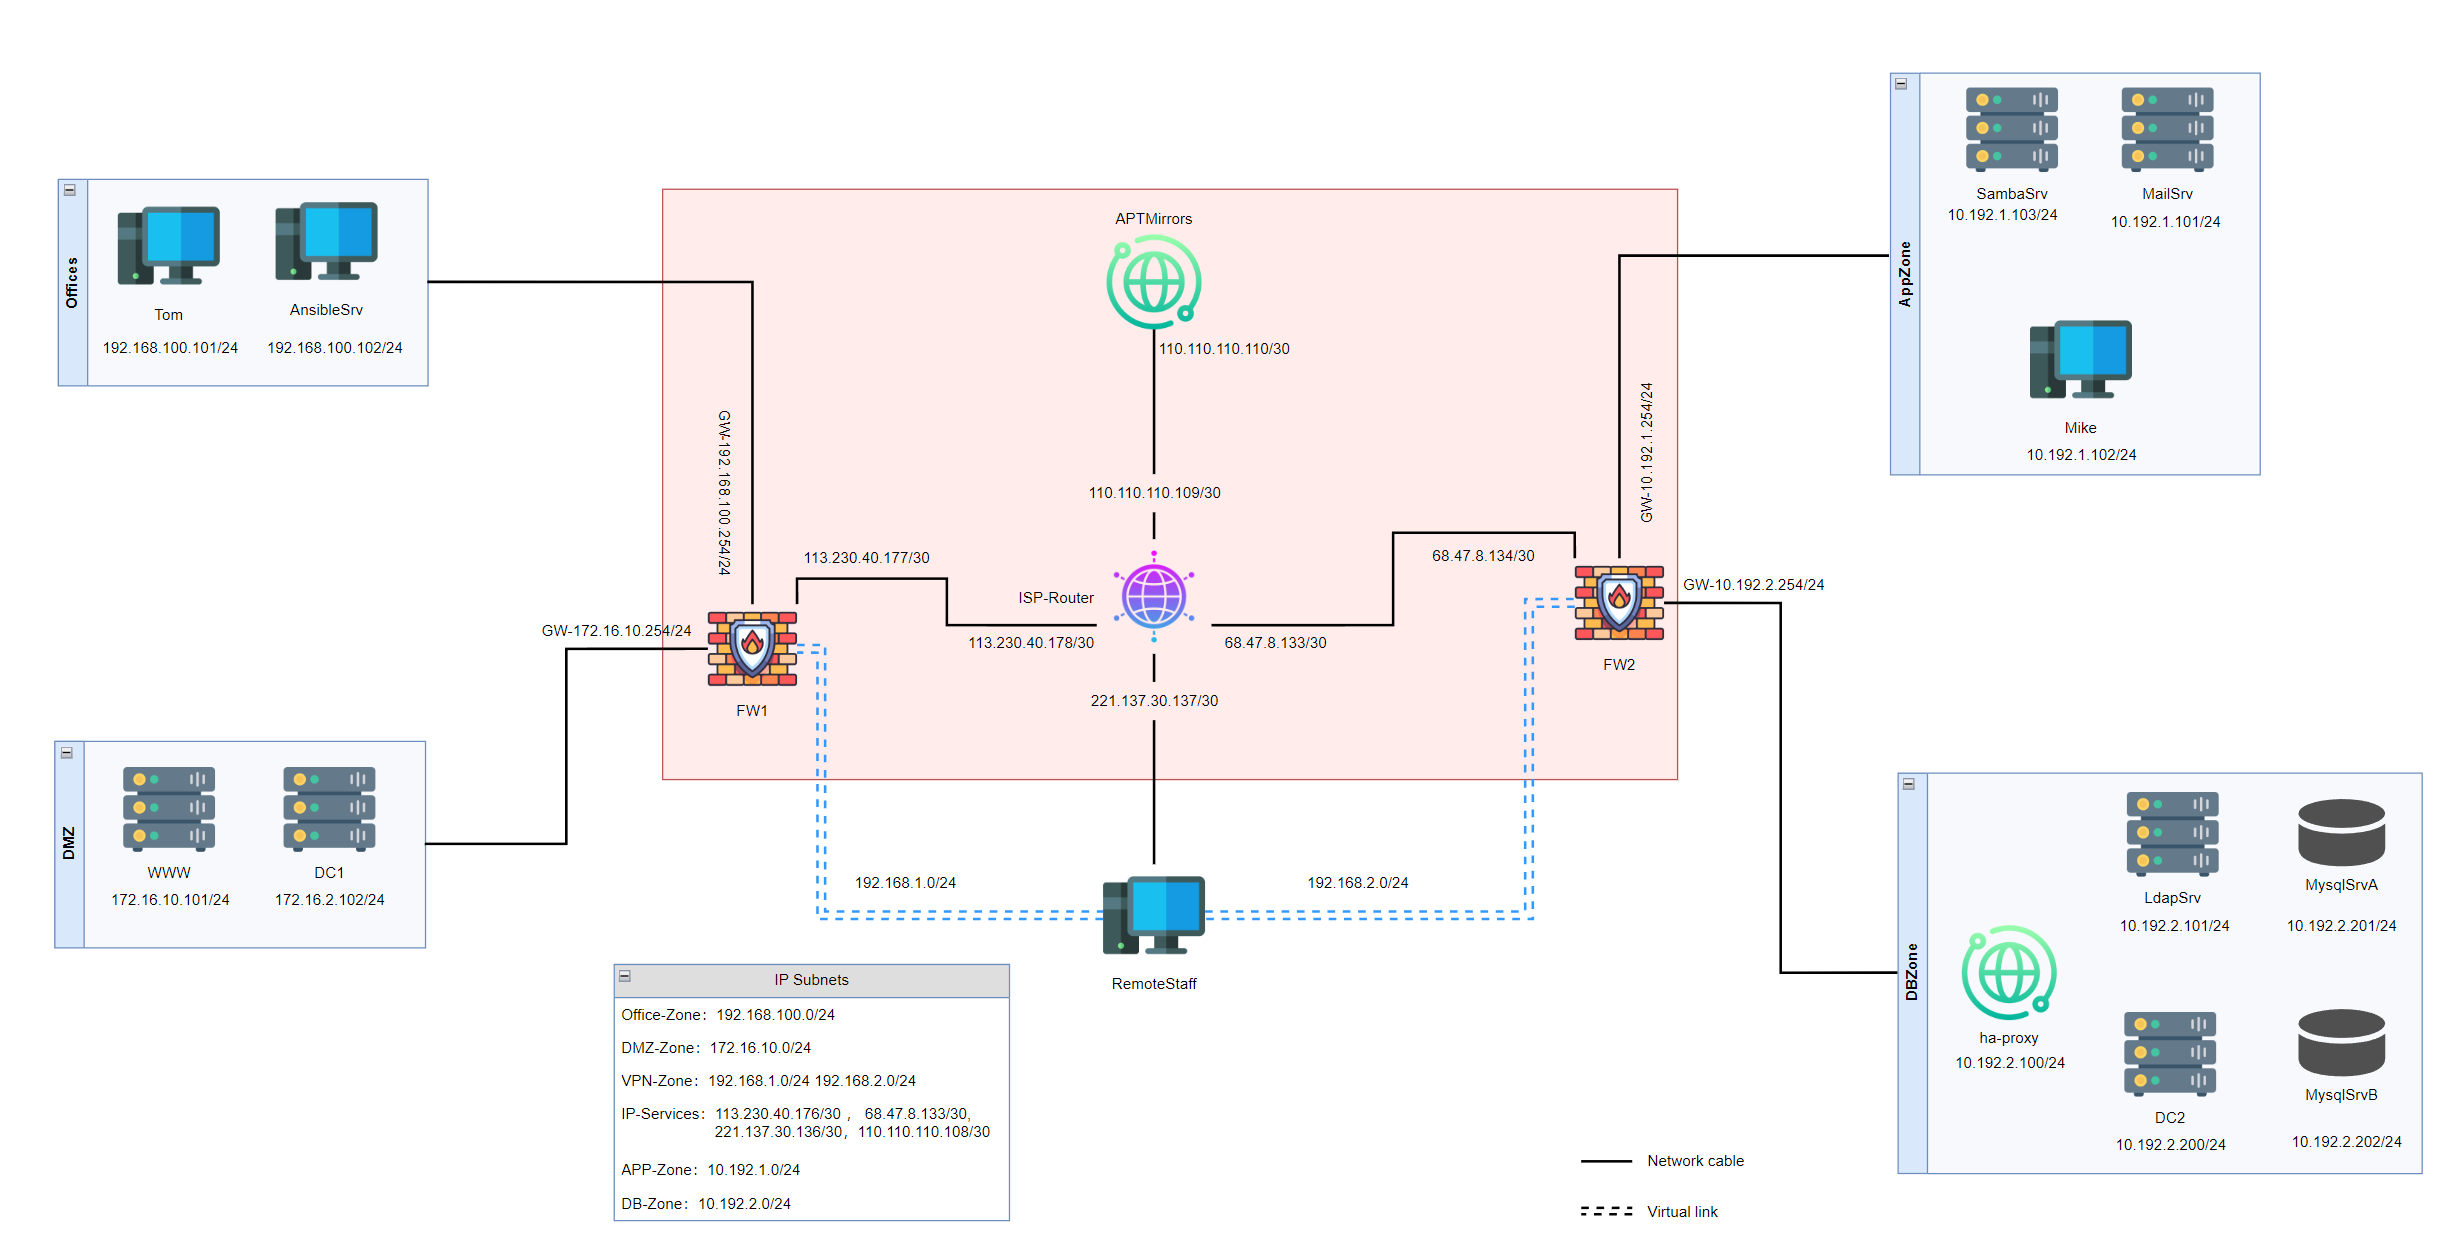 Offices
Tom
192.168.100.101/24
AnsibleSrv
192.168.100.102/24
DMZ
WWW
172.16.10.101/24
DC1
172.16.2.102/24
GW-192.168.100.254/24
GW-172.16.10.254/24
FW1
113.230.40.177/30
113.230.40.178/30
APTMirrors
110.110.110.110/30
110.110.110.109/30
ISP-Router
221.137.30.137/30
68.47.8.133/30
68.47.8.134/30
FW2
GW-10.192.1.254/24
GW-10.192.2.254/24
192.168.1.0/24
192.168.2.0/24
RemoteStaff
AppZone
SambaSrv
10.192.1.103/24
MailSrv
10.192.1.101/24
Mike
10.192.1.102/24
DBZone
LdapSrv
10.192.2.101/24
MysqlSrvA
10.192.2.201/24
ha-proxy
10.192.2.100/24
DC2
10.192.2.200/24
MysqlSrvB
10.192.2.202/24
IP Subnets
Office-Zone：192.168.100.0/24
DMZ-Zone：172.16.10.0/24
VPN-Zone：192.168.1.0/24 192.168.2.0/24
IP-Services：113.230.40.176/30， 68.47.8.133/30,
221.137.30.136/30，110.110.110.108/30
APP-Zone：10.192.1.0/24
DB-Zone：10.192.2.0/24
Network cable
Virtual link